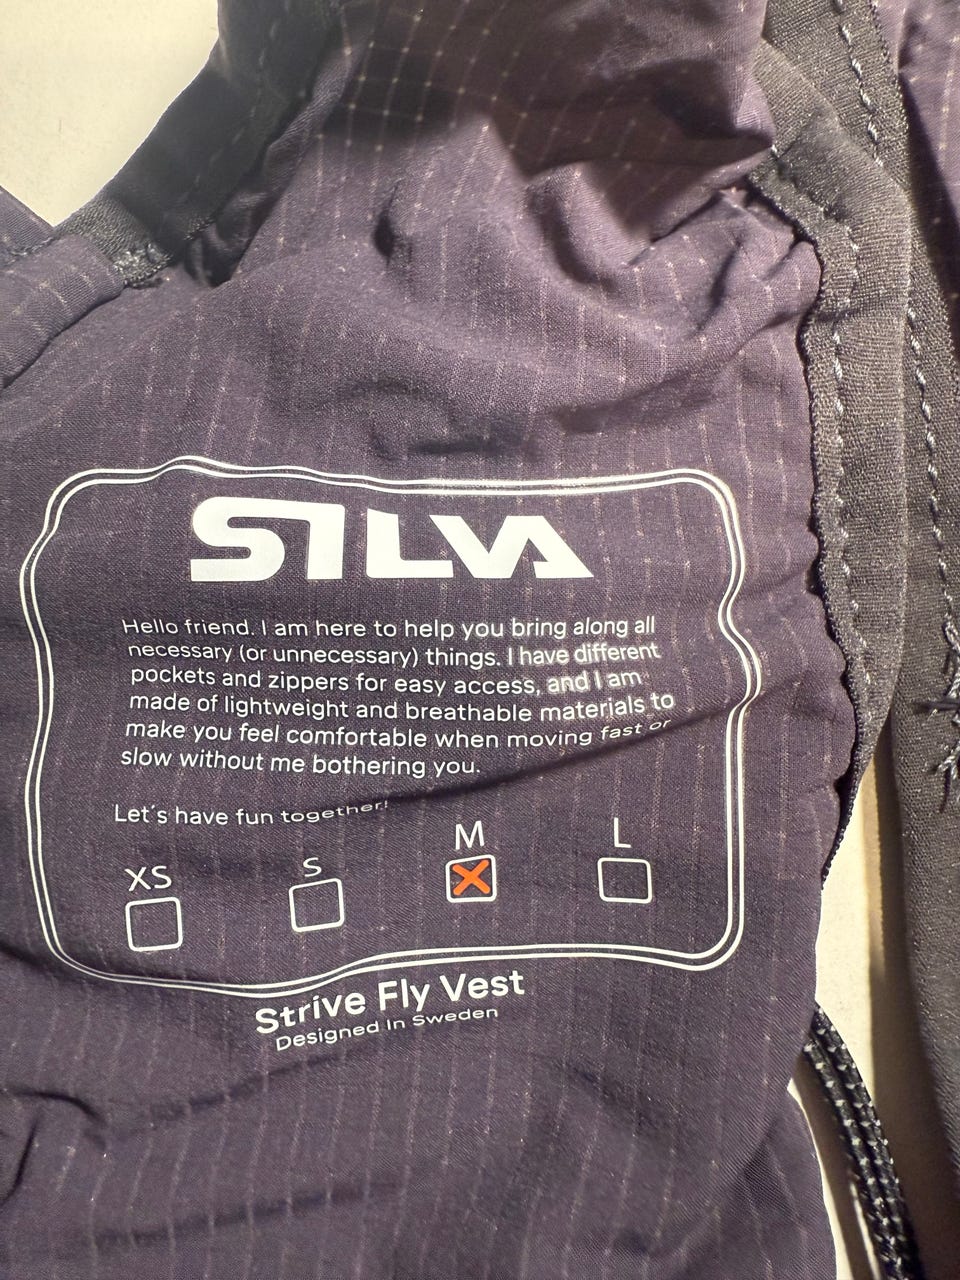 SILVA
Hello friend. I am here to help you bring along all
necessary (or unnecessary) things. I have different
pockets and zippers for easy access, and I am
made of lightweight and breathable materials to
make you feel comfortable when moving fast or
slow without me bothering you.
Let´s have fun together!
XS S M L
Strive Fly Vest
Designed In Sweden